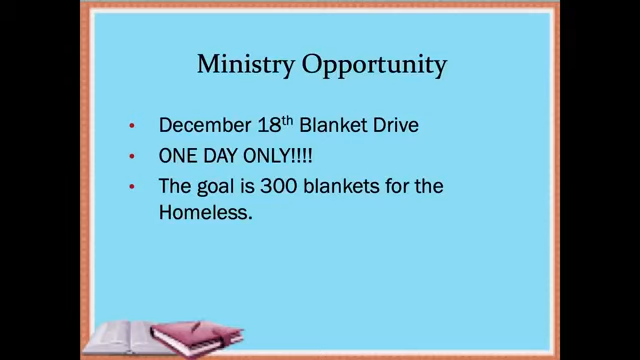 Ministry Opportunity
• December 18th Blanket Drive
• ONE DAY ONLY!!!!
• The goal is 300 blankets for the
Homeless.